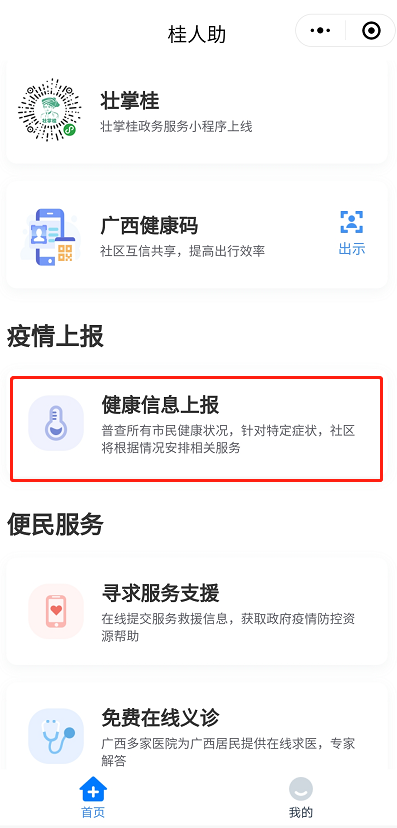 桂人助
壮掌桂
壮掌桂
壮掌桂政务服务小程序上线
广西健康码
社区互信共享，提高出行效率
出示
疫情上报
健康信息上报
普查所有市民健康状况，针对特定症状，社区
将根据情况安排相关服务
便民服务
寻求服务支援
在线提交服务救援信息，获取政府疫情防控资
源帮助
免费在线义诊
广西多家医院为广西居民提供在线求医，专家
解答
首页
我的